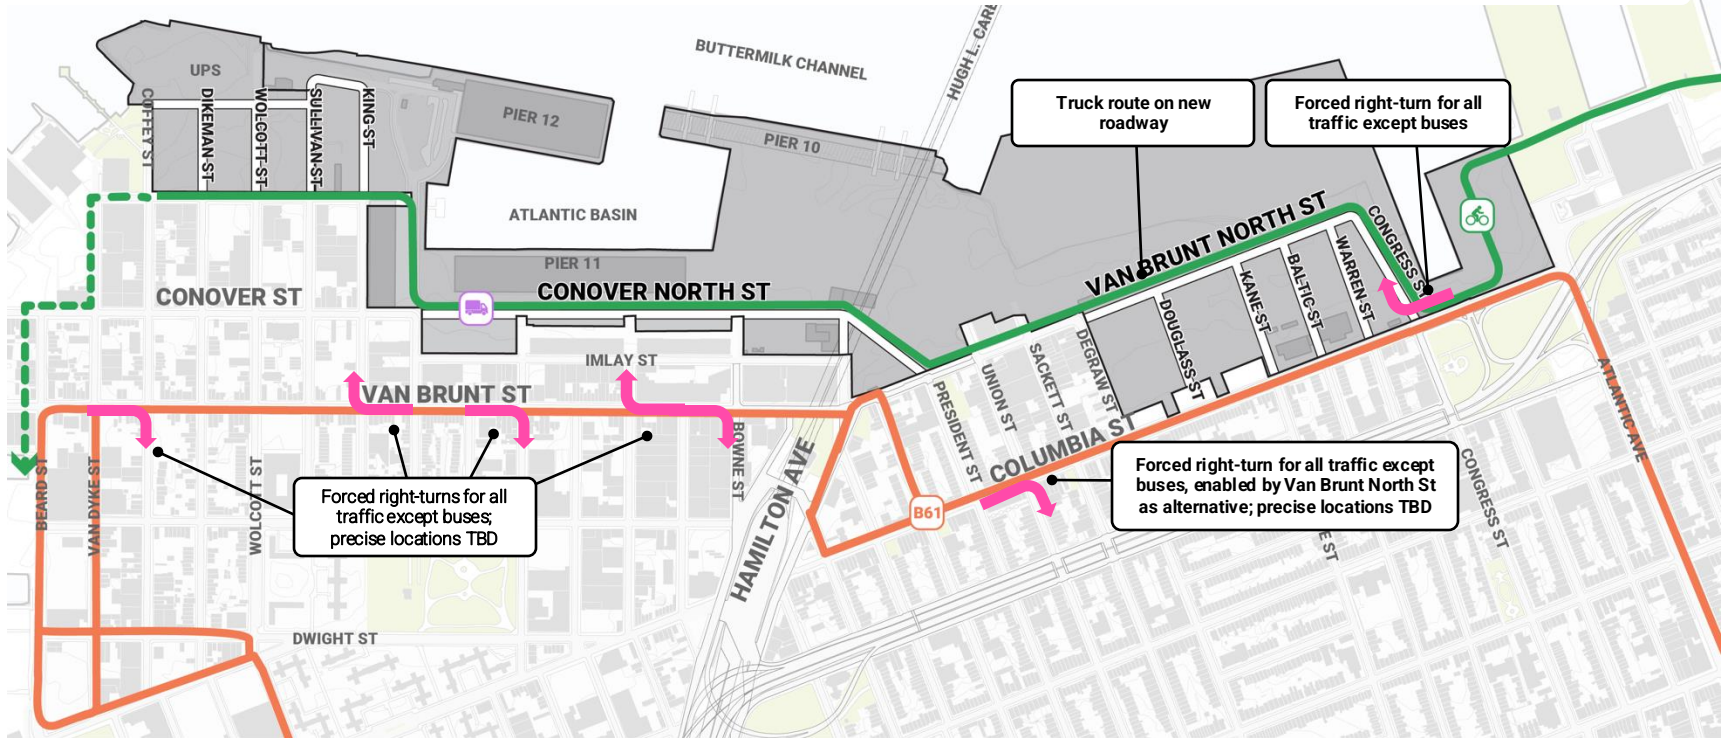 BUTTERMILK CHANNEL
HUGH L. CARE
UPS
COFFEY ST
DIKEMAN ST
WOLCOTT ST
SULLIVAN ST
KING ST
PIER 12
PIER 10
Truck route on new
roadway
Forced right-turn for all
traffic except buses
ATLANTIC BASIN
PIER 11
CONOVER ST
CONOVER NORTH ST
VAN BRUNT NORTH ST
CONGRESS ST
WARREN ST
BALTIC ST
KANE ST
DOUGLASS ST
DEGRAW ST
SACKETT ST
UNION ST
PRESIDENT ST
IMLAY ST
VAN BRUNT ST
COLUMBIA ST
ATLANTIC AVE
BOWNE ST
HAMILTON AVE
BEARD ST
VAN DYKE ST
WOLCOTT ST
Forced right-turns for all
traffic except buses;
precise locations TBD
B61
Forced right-turn for all traffic except
buses, enabled by Van Brunt North St
as alternative; precise locations TBD
CONGRESS ST
E ST
DWIGHT ST